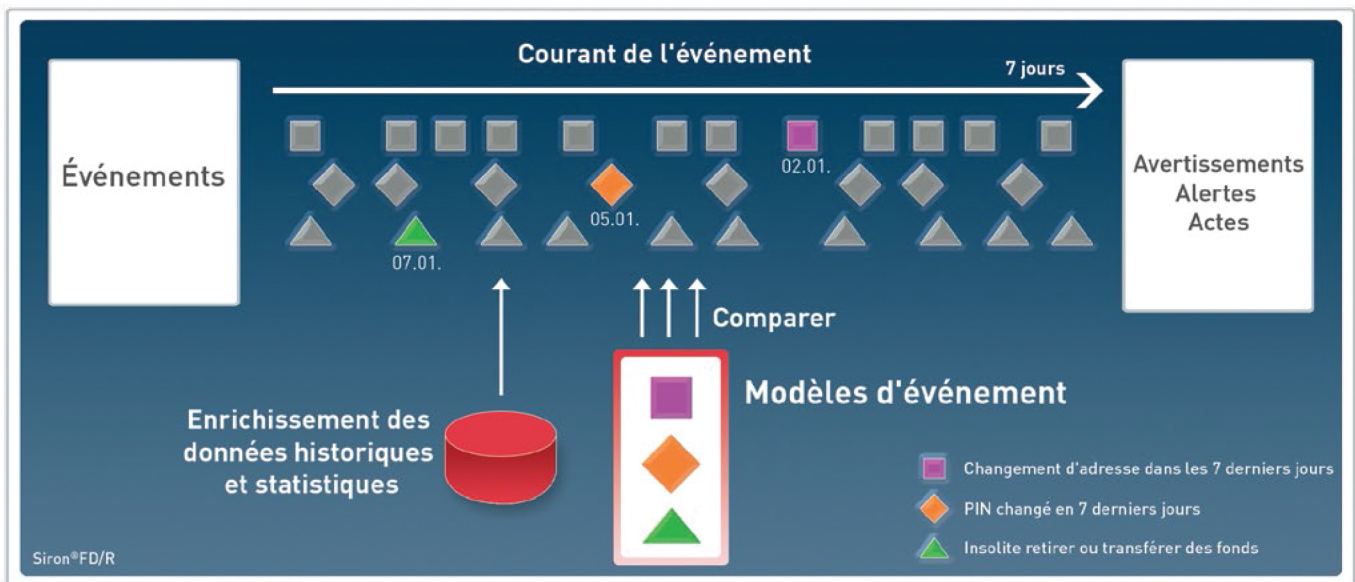 Courant de l'événement
7 jours
Événements
02.01.
05.01.
07.01.
Avertissements
Alertes
Actes
Comparer
Enrichissement des
données historiques
et statistiques
Modèles d'événement
Changement d'adresse dans les 7 derniers jours
PIN changé en 7 derniers jours
Insolite retirer ou transférer des fonds
Siron®FD/R